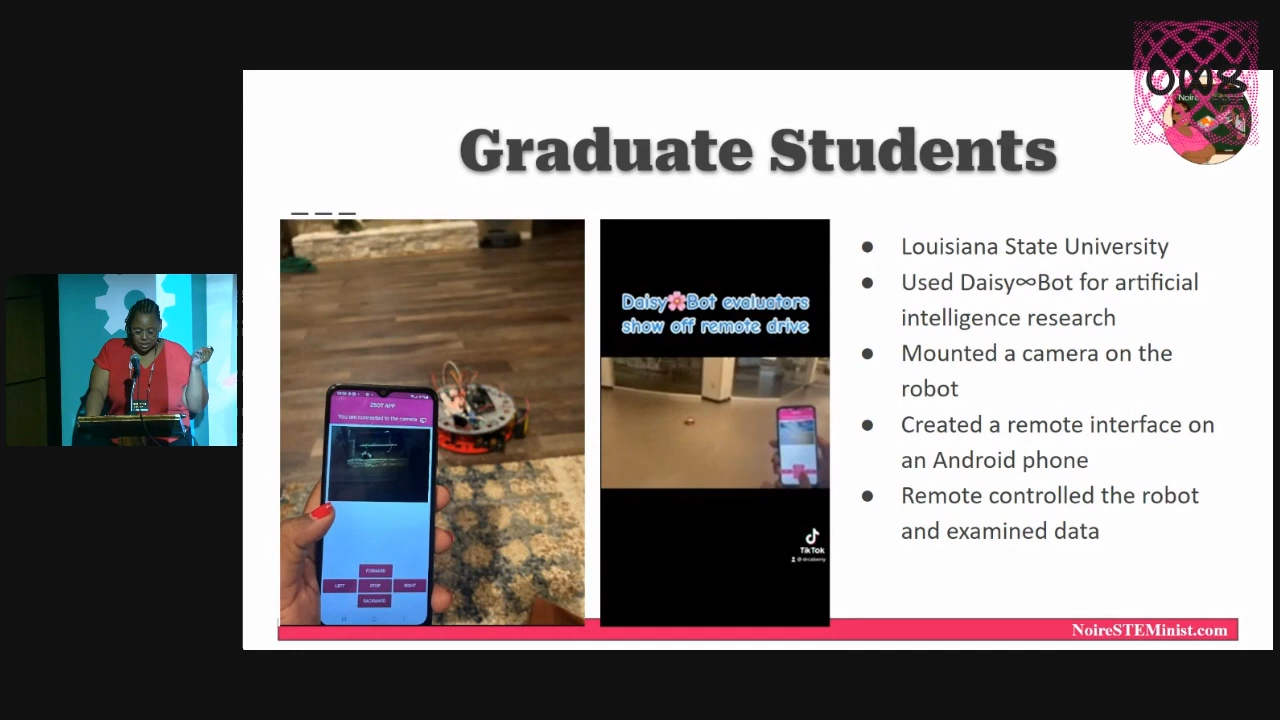 OWS
Noire
Graduate Students
Louisiana State University
Used Daisy∞Bot for artificial
intelligence research
Mounted a camera on the
robot
Created a remote interface on
an Android phone
Remote controlled the robot
and examined data
ZBOT APP
You are connected to the camera
FORWARD
LEFT STOP RIGHT
BACKWARD
Daisy🌸Bot evaluators
show off remote drive
TikTok
NoireSTEMinist.com